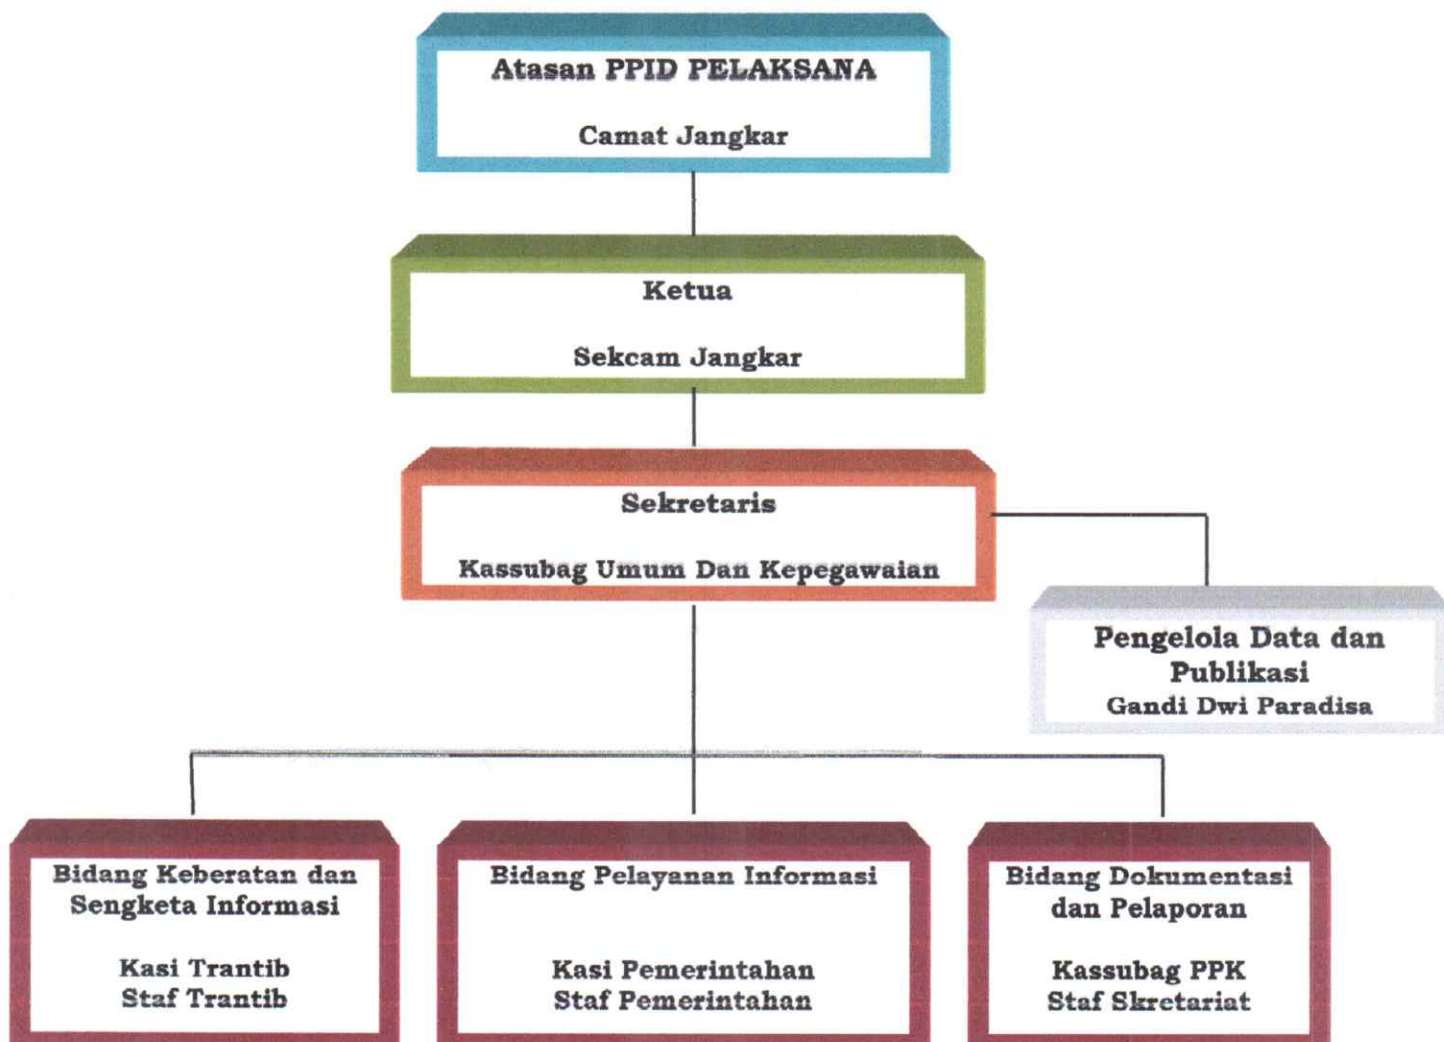 Atasan PPID PELAKSANA
Camat Jangkar
Ketua
Sekcam Jangkar
Sekretaris
Kassubag Umum Dan Kepegawaian
Pengelola Data dan
Publikasi
Gandi Dwi Paradisa
Bidang Keberatan dan
Sengketa Informasi
Kasi Trantib
Staf Trantib
Bidang Pelayanan Informasi
Kasi Pemerintahan
Staf Pemerintahan
Bidang Dokumentasi
dan Pelaporan
Kassubag PPK
Staf Skretariat